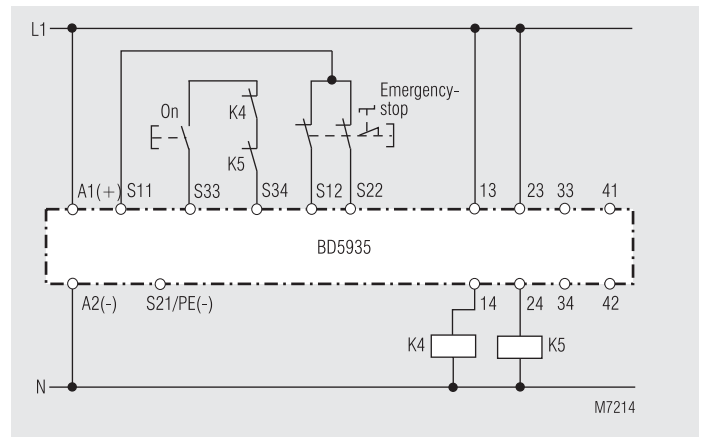 L1
Emergency-
stop
On
K4
K5
A1(+) S11 S33 S34 S12 S22 13 23 33 41
BD5935
A2(-) S21/PE(-) 14 24 34 42
K4 K5
N
M7214